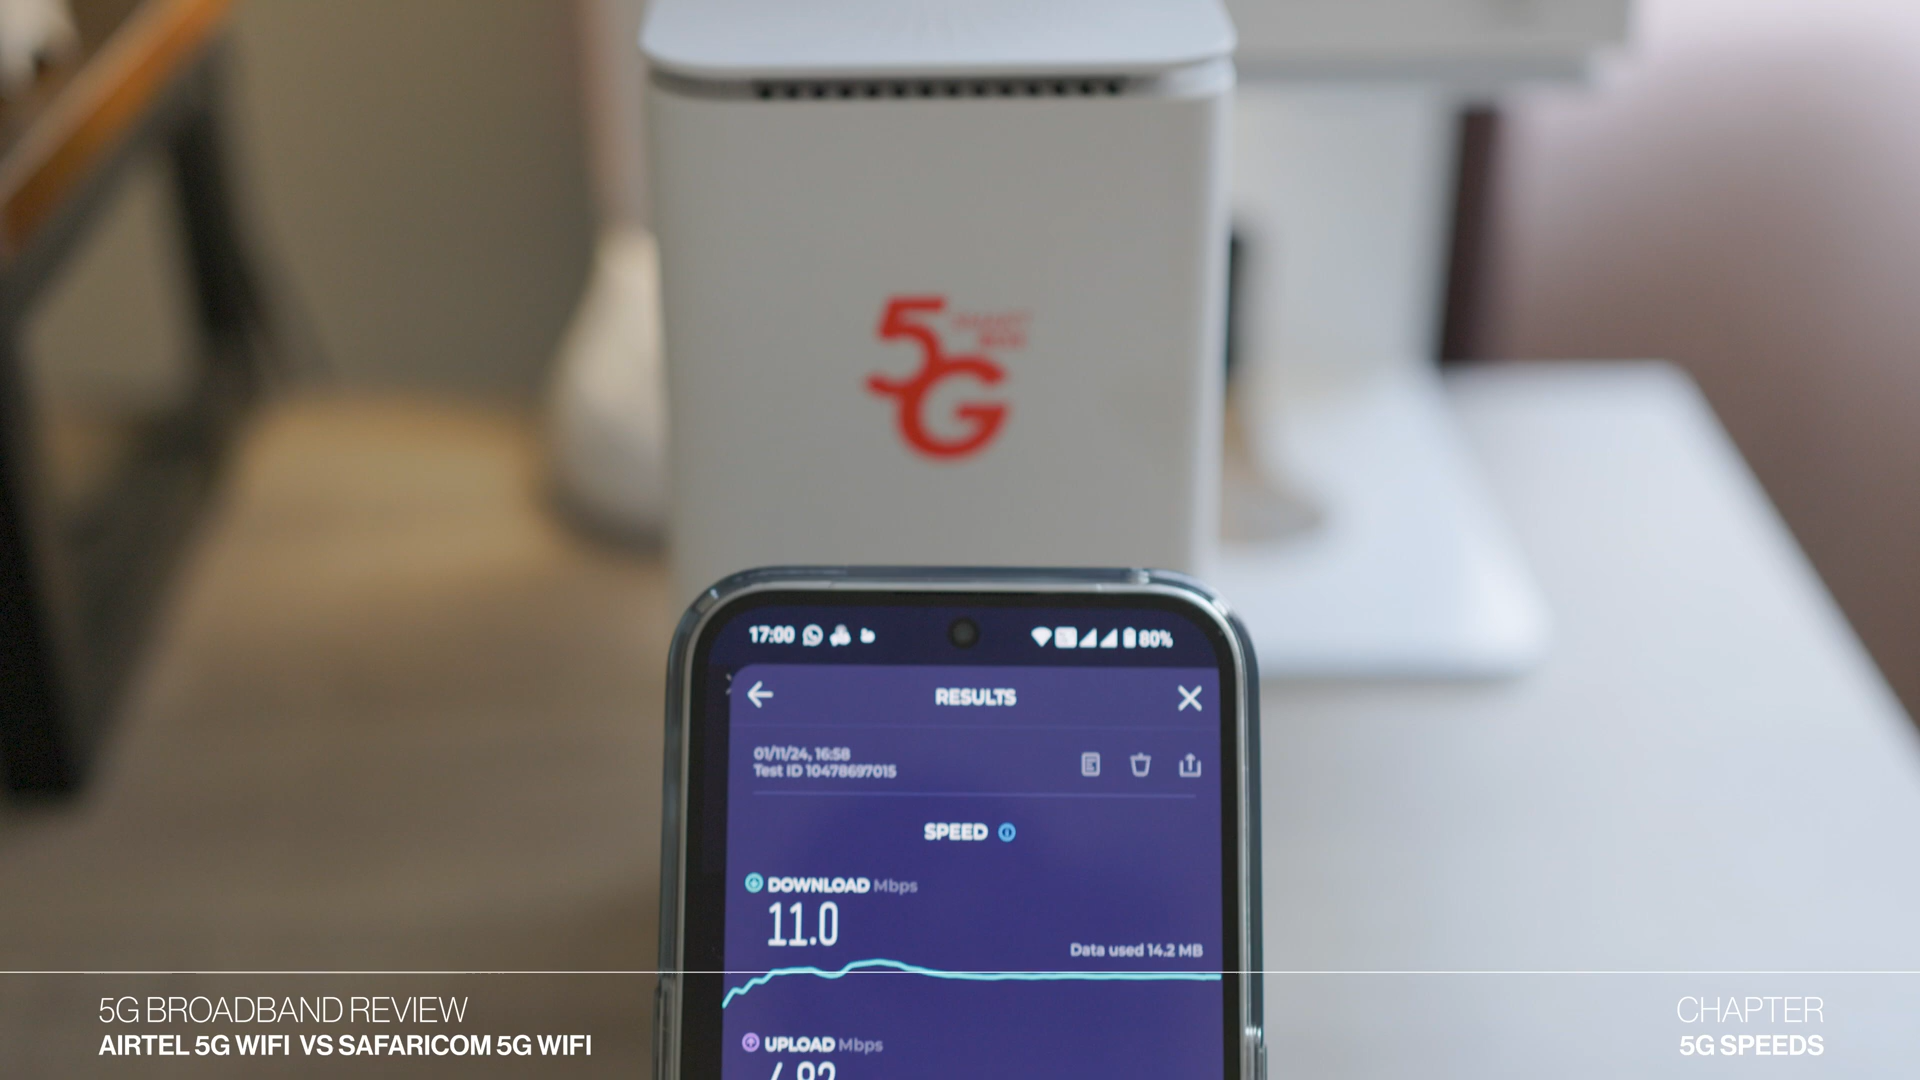 5G
17:00
80%
RESULTS
01/11/24, 16:58
Test ID 10478697015
SPEED
DOWNLOAD Mbps
11.0
Data used 14.2 MB
UPLOAD Mbps
5G BROADBAND REVIEW
AIRTEL 5G WIFI VS SAFARICOM 5G WIFI
CHAPTER
5G SPEEDS